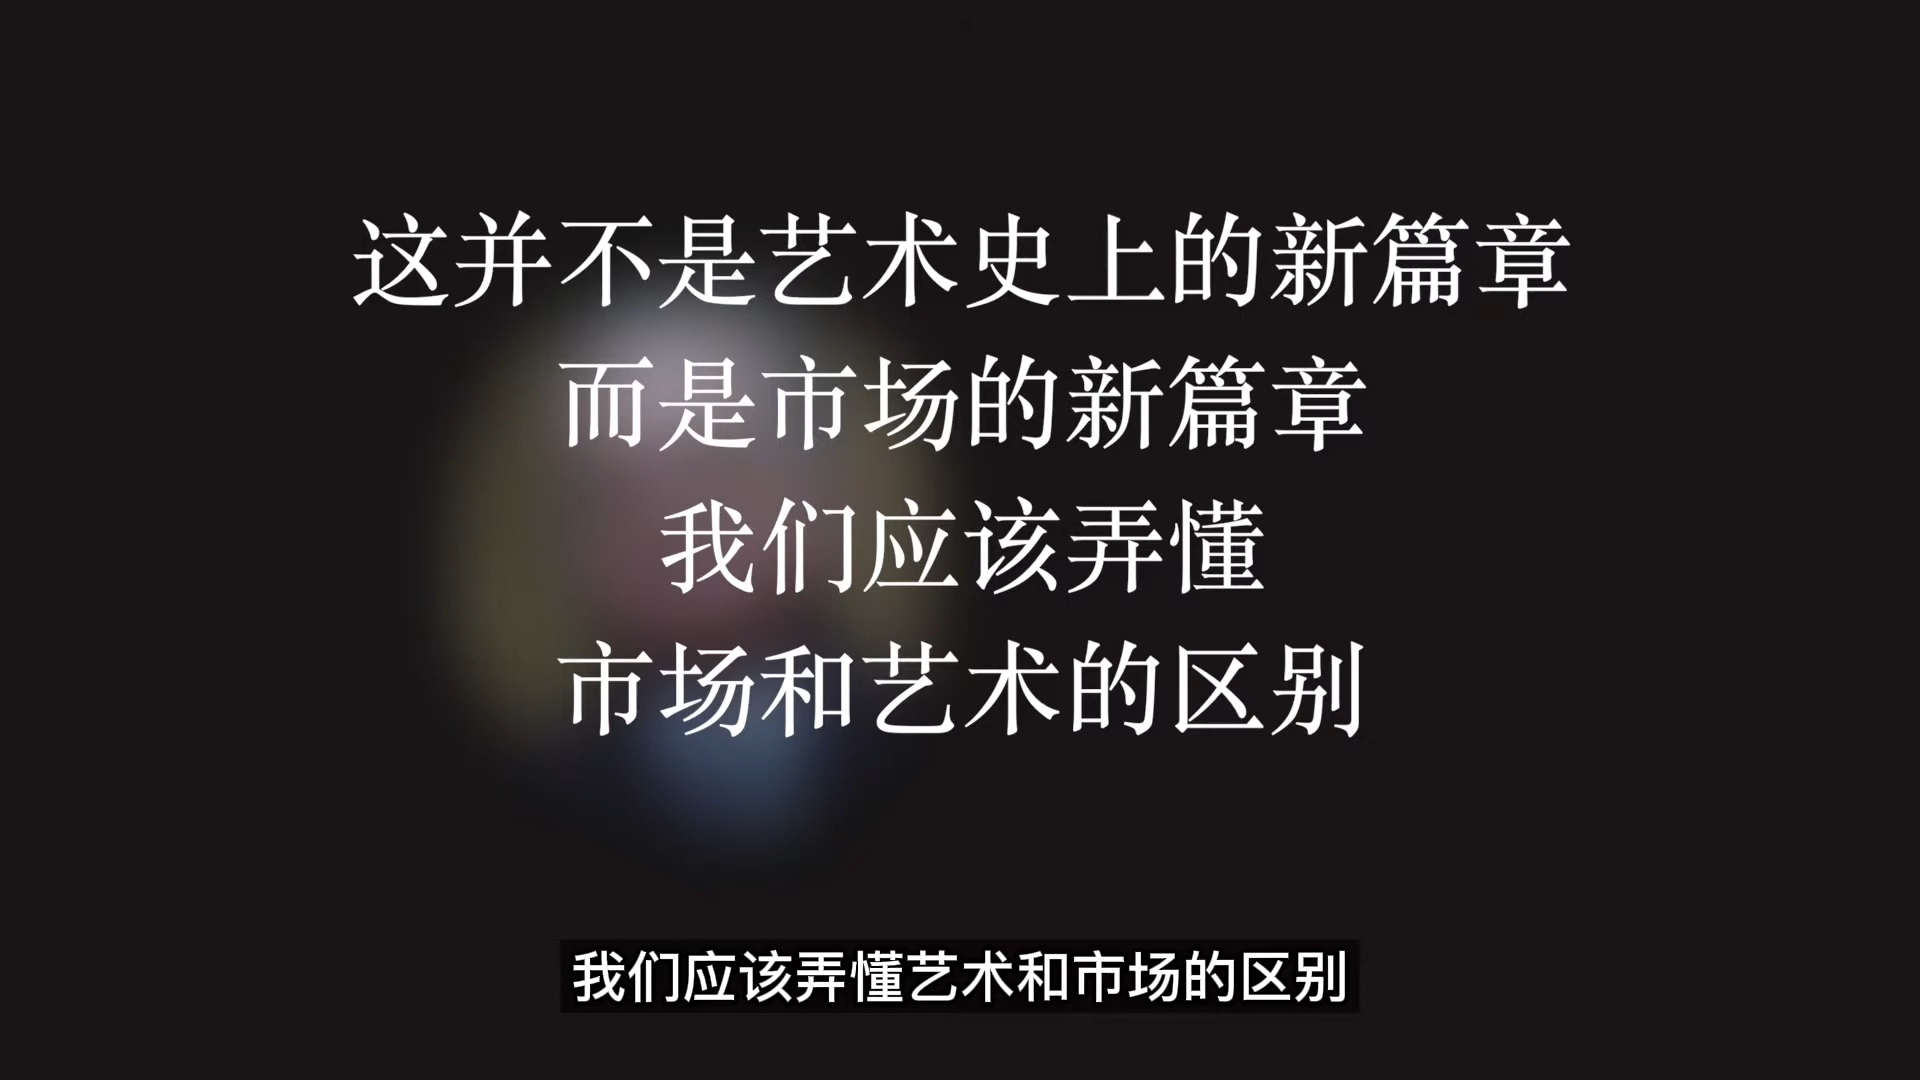 这并不是艺术史上的新篇章
而是市场的新篇章
我们应该弄懂
市场和艺术的区别
我们应该弄懂艺术和市场的区别